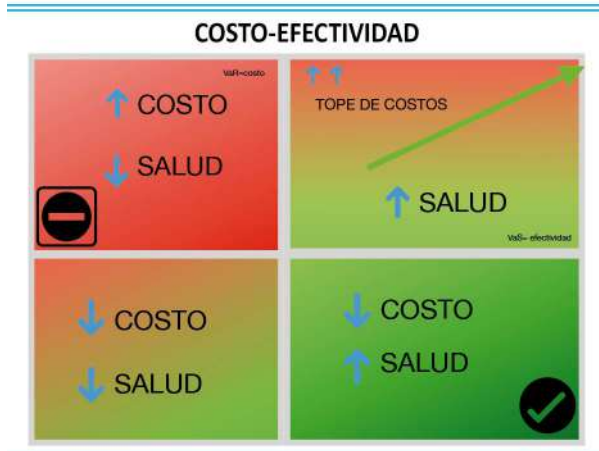 COSTO-EFECTIVIDAD
VaR=costo
COSTO
SALUD
TOPE DE COSTOS
SALUD
VaS= efectividad
COSTO
SALUD
COSTO
SALUD